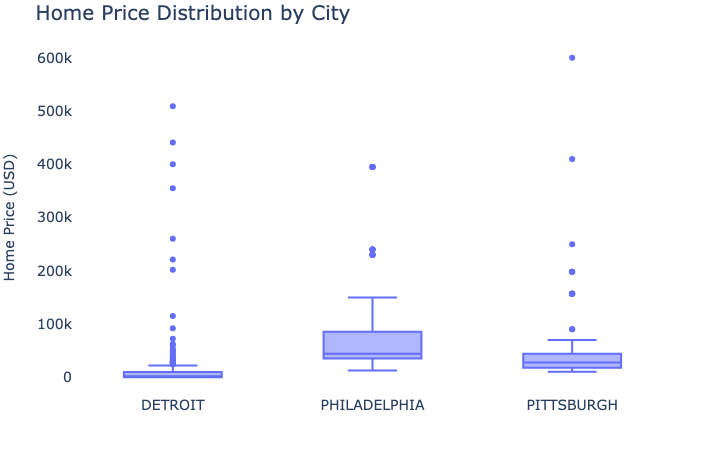 Home Price Distribution by City
600k
500k
400k
300k
200k
100k
0
Home Price (USD)
DETROIT PHILADELPHIA PITTSBURGH